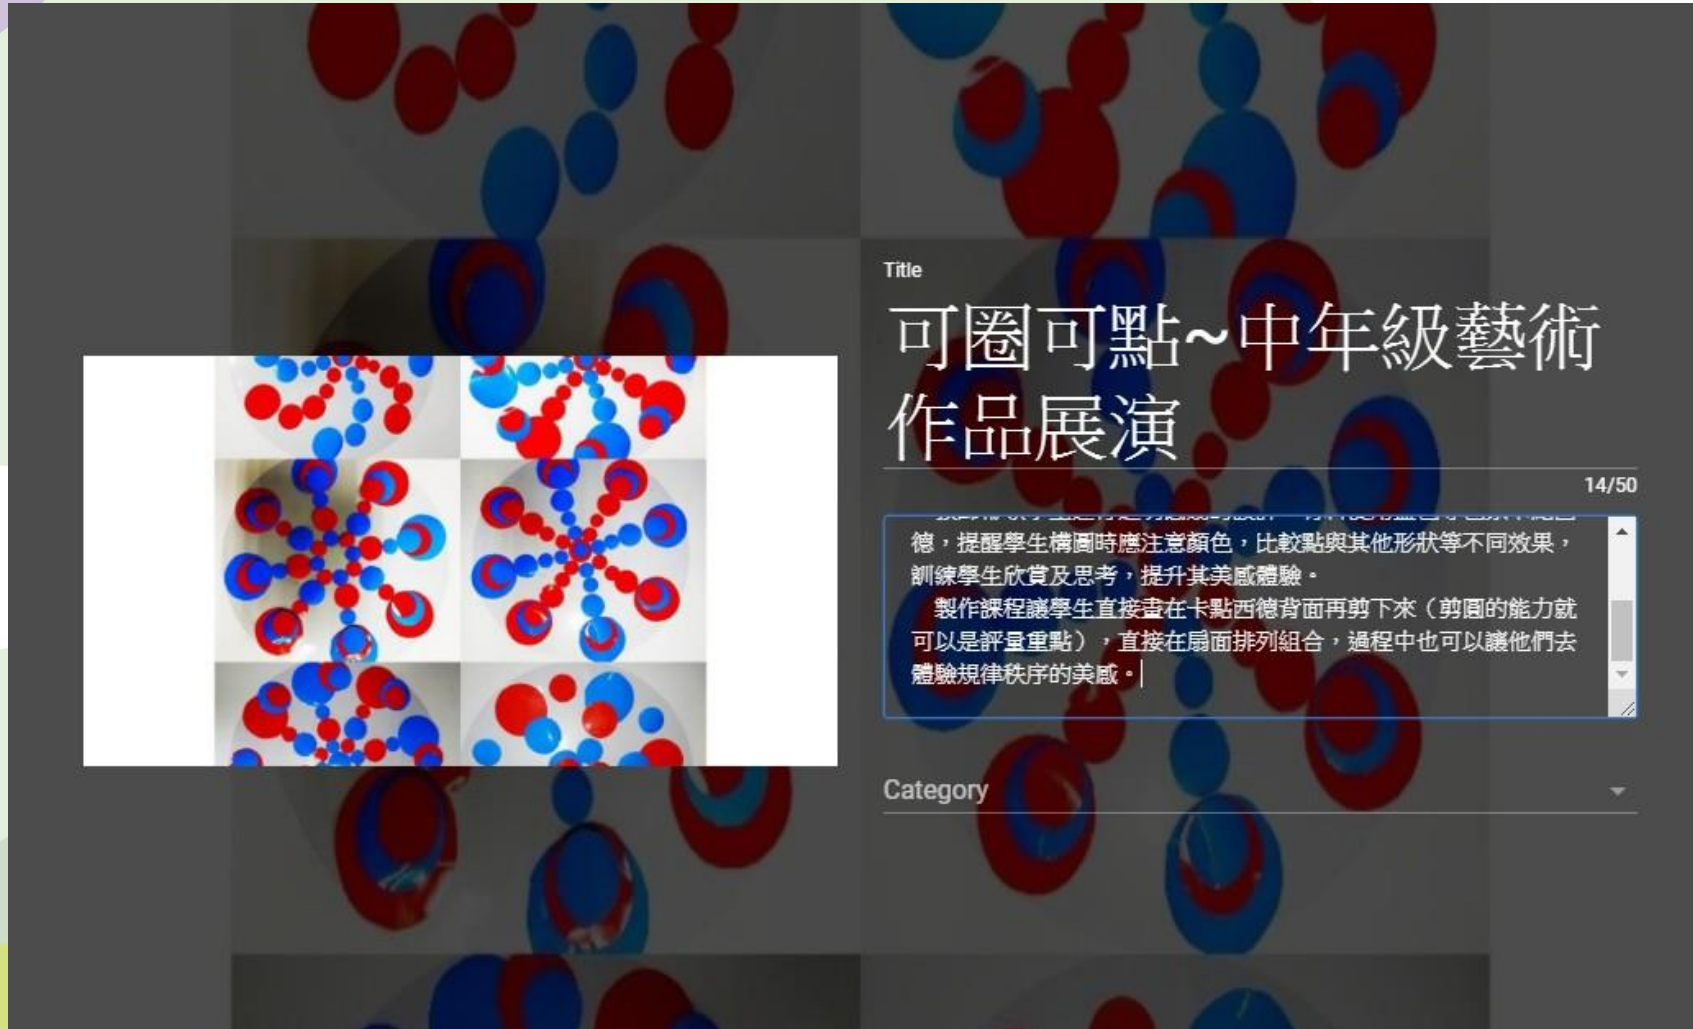 Title
可圈可點~中年級藝術
作品展演
14/50
德，提醒學生構圖時應注意顏色，比較點與其他形狀等不同效果，
訓練學生欣賞及思考，提升其美感體驗。
製作課程讓學生直接畫在卡點西德背面再剪下來（剪圓的能力就
可以是評量重點），直接在扇面排列組合，過程中也可以讓他們去
體驗規律秩序的美感。
Category